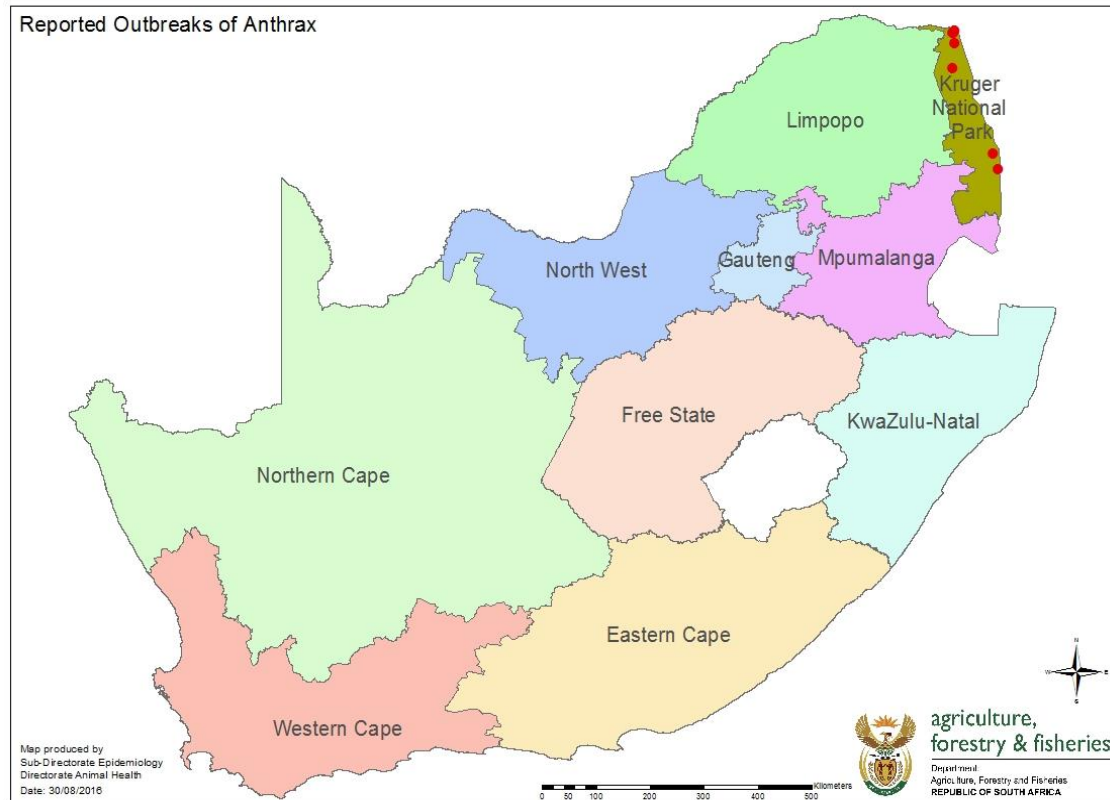 Reported Outbreaks of Anthrax
Limpopo
Kruger
National
Park
North West
Gauteng
Mpumalanga
Free State
KwaZulu-Natal
Northern Cape
Eastern Cape
Western Cape
N
W
E
S
Map produced by
Sub-Directorate Epidemiology
Directorate Animal Health
Date: 30/08/2016
Kilometers
0 50 100 200 300 400 500
agriculture,
forestry & fisheries
Department:
Agriculture, Forestry and Fisheries
REPUBLIC OF SOUTH AFRICA